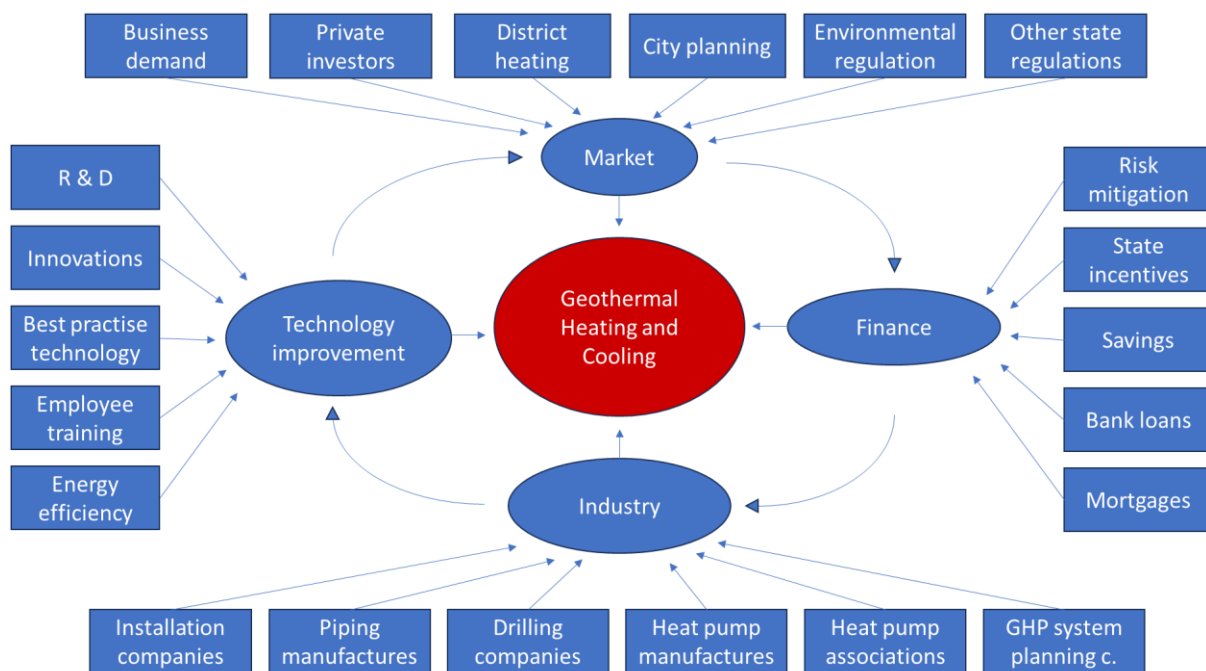 Business
demand
Private
investors
District
heating
City planning
Environmental
regulation
Other state
regulations
Market
R & D
Innovations
Best practise
technology
Employee
training
Energy
efficiency
Technology
improvement
Geothermal
Heating and
Cooling
Finance
Risk
mitigation
State
incentives
Savings
Bank loans
Mortgages
Industry
Installation
companies
Piping
manufactures
Drilling
companies
Heat pump
manufactures
Heat pump
associations
GHP system
planning c.